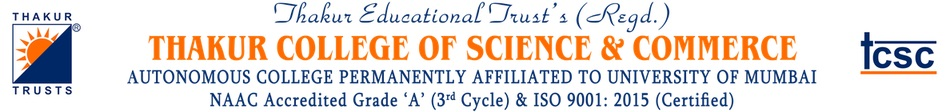 THAKUR
®
TRUSTS
Thakur Educational Trust's (Regd.)
THAKUR COLLEGE OF SCIENCE & COMMERCE
AUTONOMOUS COLLEGE PERMANENTLY AFFILIATED TO UNIVERSITY OF MUMBAI
NAAC Accredited Grade 'A' (3rd Cycle) & ISO 9001: 2015 (Certified)
tcsc